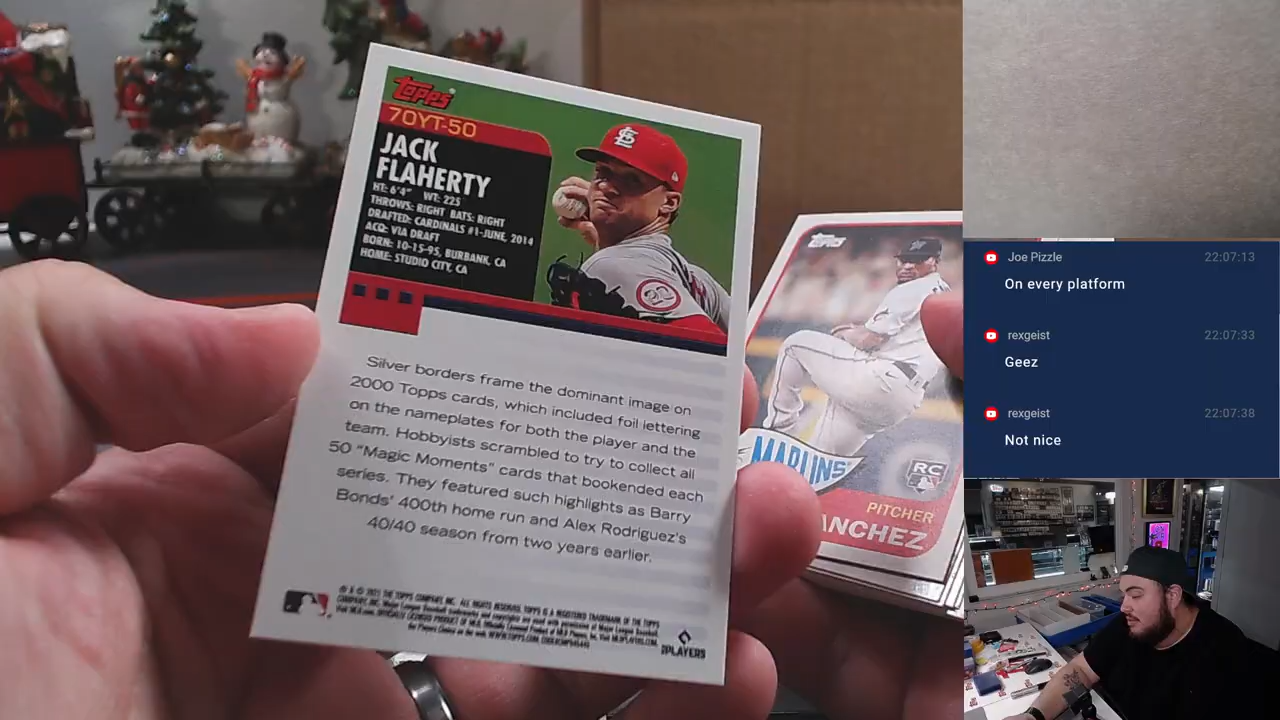 Topps
70YT-50
JACK
FLAHERTY
HT: 6'4" WT: 225
THROWS: RIGHT BATS: RIGHT
DRAFTED: CARDINALS #1-JUNE, 2014
ACQ: VIA DRAFT
BORN: 10-15-95, BURBANK, CA
HOME: STUDIO CITY, CA
Silver borders frame the dominant image on
2000 Topps cards, which included foil lettering
on the nameplates for both the player and the
team. Hobbyists scrambled to try to collect all
50 "Magic Moments" cards that bookended each
series. They featured such highlights as Barry
Bonds' 400th home run and Alex Rodriguez's
40/40 season from two years earlier.
PLAYERS
Topps
MARLINS
RC
PITCHER
ANCHEZ
Joe Pizzle 22:07:13
On every platform
rexgeist 22:07:33
Geez
rexgeist 22:07:38
Not nice